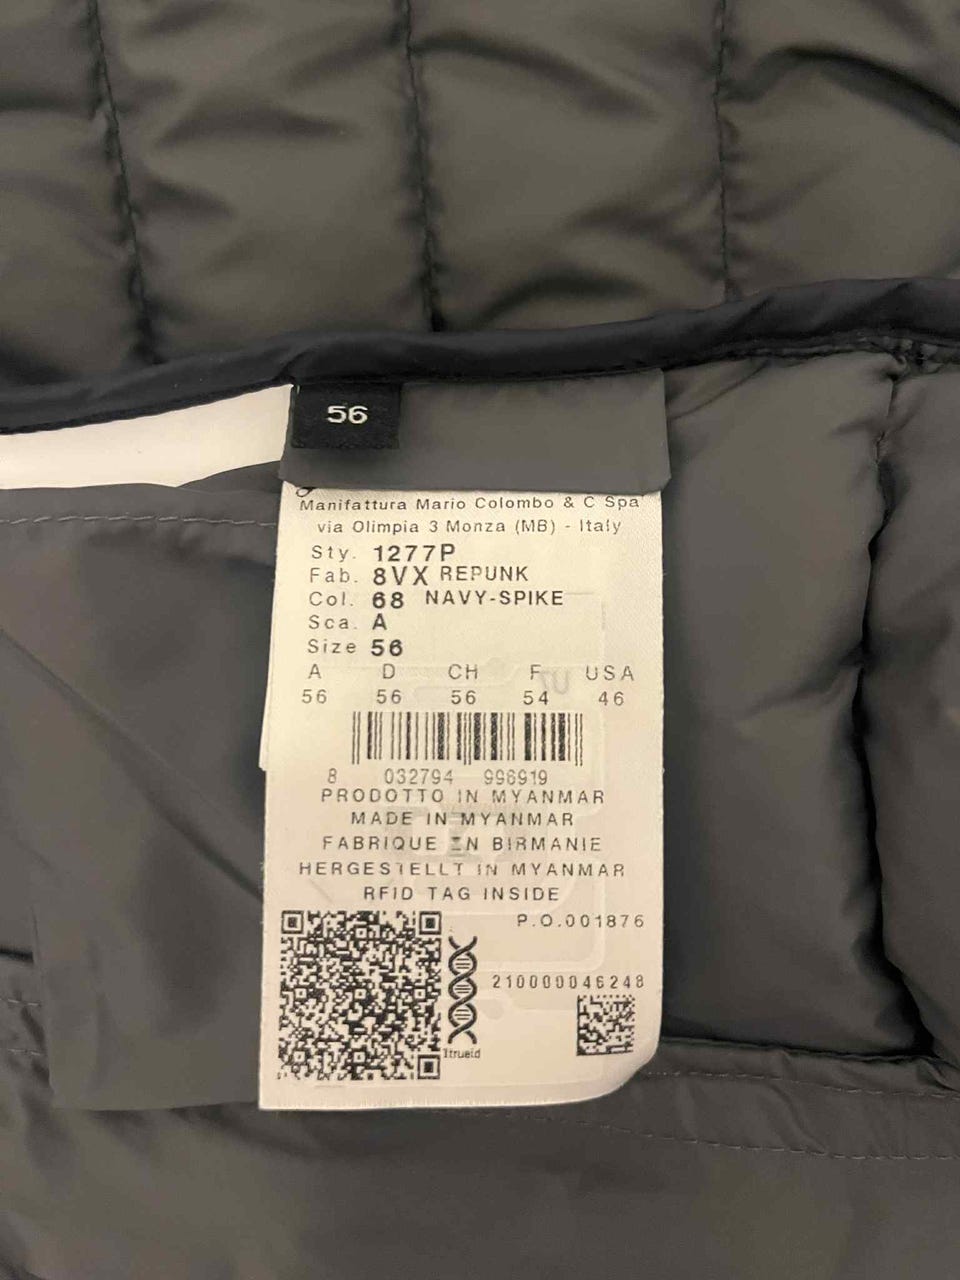 56
Manifattura Mario Colombo & C Spa
via Olimpia 3 Monza (MB) - Italy
Sty. 1277P
Fab. 8VX REPUNK
Col. 68 NAVY-SPIKE
Sca. A
Size 56
A D CH F USA
56 56 56 54 46
8 032794 996919
PRODOTTO IN MYANMAR
MADE IN MYANMAR
FABRIQUE EN BIRMANIE
HERGESTELLT IN MYANMAR
RFID TAG INSIDE
P.O.001876
210000046248
1trueid